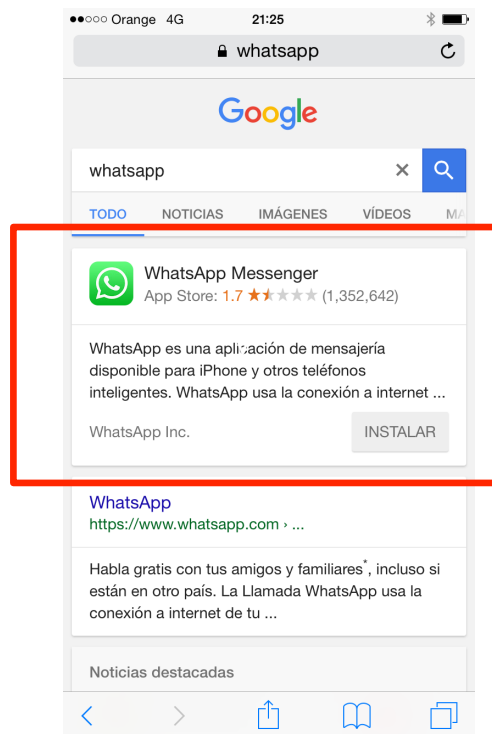 Orange 4G 21:25
whatsapp
Google
whatsapp
TODO NOTICIAS IMÁGENES VÍDEOS MA
WhatsApp Messenger
App Store: 1.7 (1,352,642)
WhatsApp es una aplicación de mensajería
disponible para iPhone y otros teléfonos
inteligentes. WhatsApp usa la conexión a internet ...
WhatsApp Inc. INSTALAR
WhatsApp
https://www.whatsapp.com › ...
Habla gratis con tus amigos y familiares*, incluso si
están en otro país. La Llamada WhatsApp usa la
conexión a internet de tu ...
Noticias destacadas